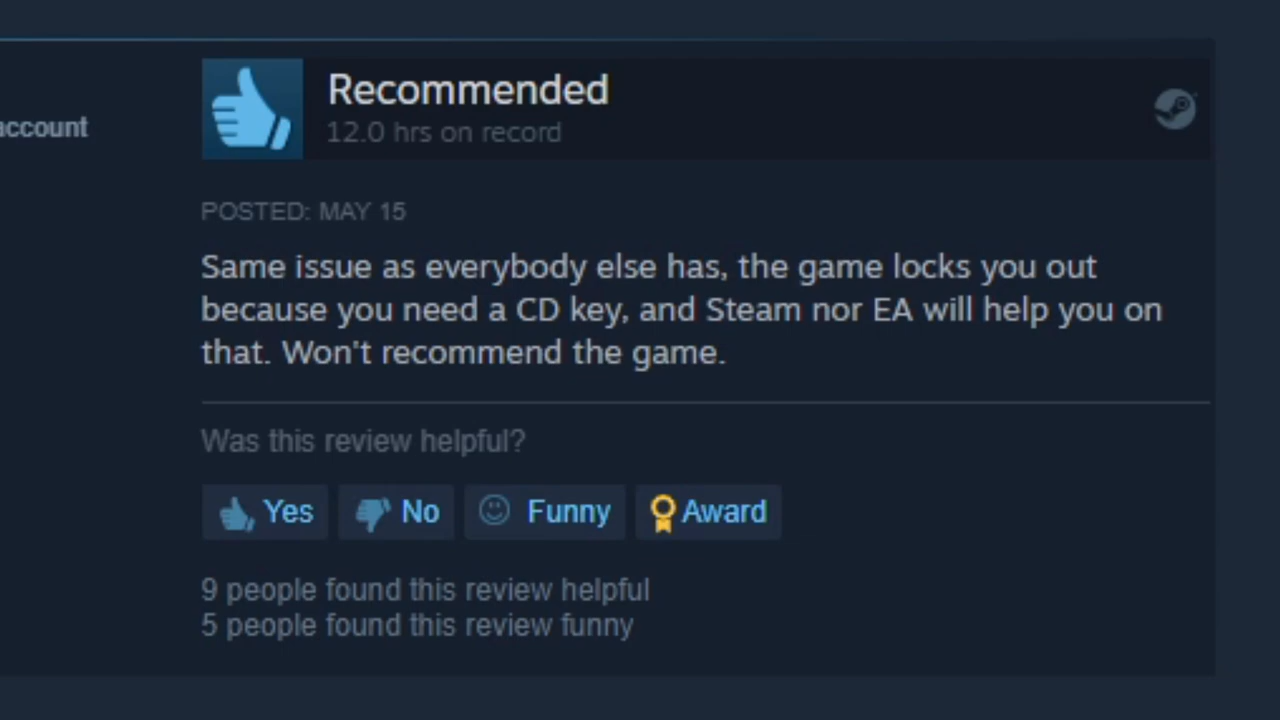 account
Recommended
12.0 hrs on record
POSTED: MAY 15
Same issue as everybody else has, the game locks you out
because you need a CD key, and Steam nor EA will help you on
that. Won't recommend the game.
Was this review helpful?
Yes No Funny Award
9 people found this review helpful
5 people found this review funny